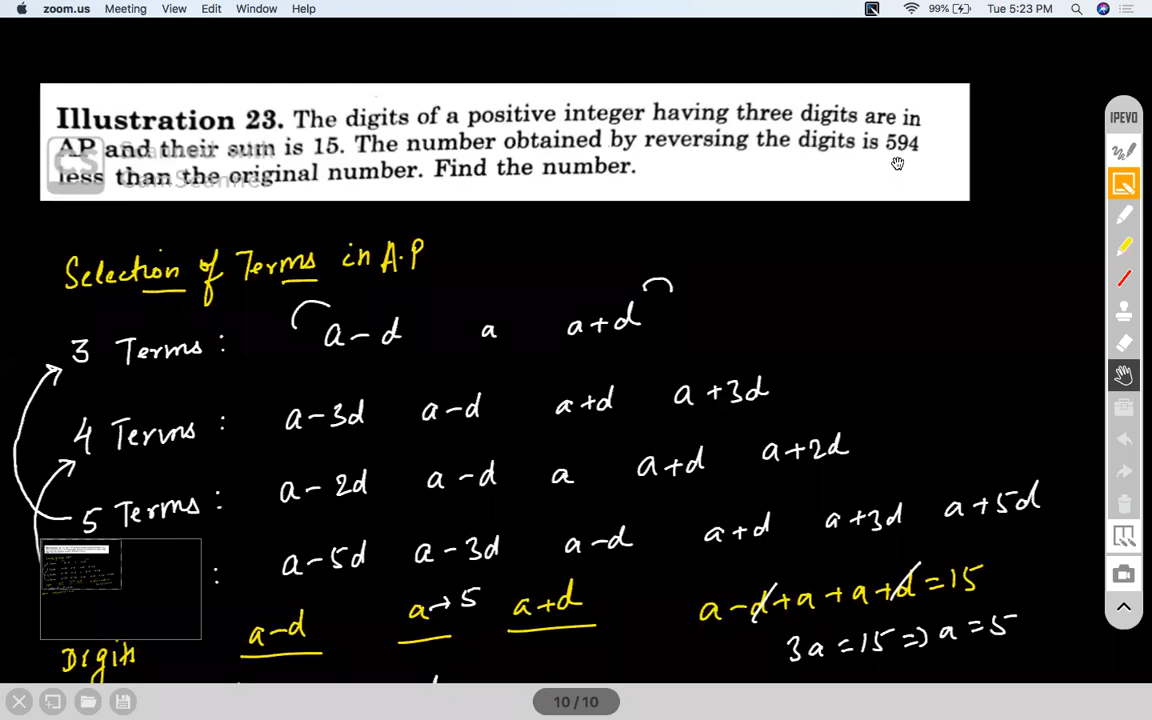 zoom.us Meeting View Edit Window Help 99% Tue 5:23 PM
Illustration 23. The digits of a positive integer having three digits are in
AP and their sum is 15. The number obtained by reversing the digits is 594
less than the original number. Find the number.
CS
IPEVO
Selection of Terms in A.P
3 Terms : a-d a a+d
4 Terms : a-3d a-d a+d a+3d
5 Terms : a-2d a-d a a+d a+2d
: a-5d a-3d a-d a+d a+3d a+5d
a-d a→5 a+d a-d+a+a+d=15
3a=15=>a=5
Digits
10 / 10